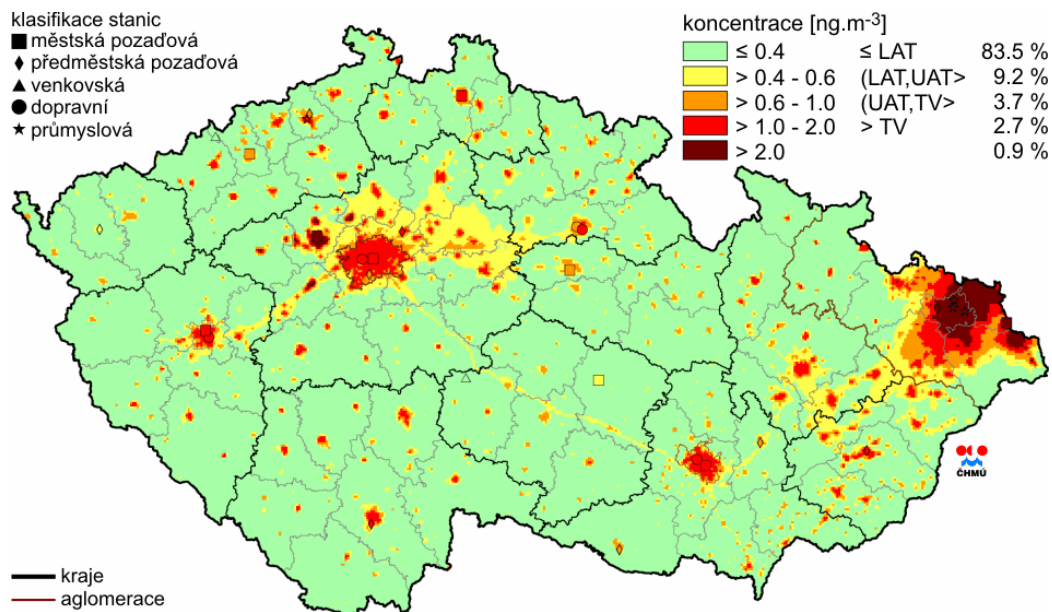 klasifikace stanic
městská pozaďová
předměstská pozaďová
venkovská
dopravní
průmyslová
koncentrace [ng.m-3]
≤ 0.4 ≤ LAT 83.5 %
> 0.4 - 0.6 (LAT,UAT> 9.2 %
> 0.6 - 1.0 (UAT,TV> 3.7 %
> 1.0 - 2.0 > TV 2.7 %
> 2.0 0.9 %
ČHMÚ
kraje
aglomerace